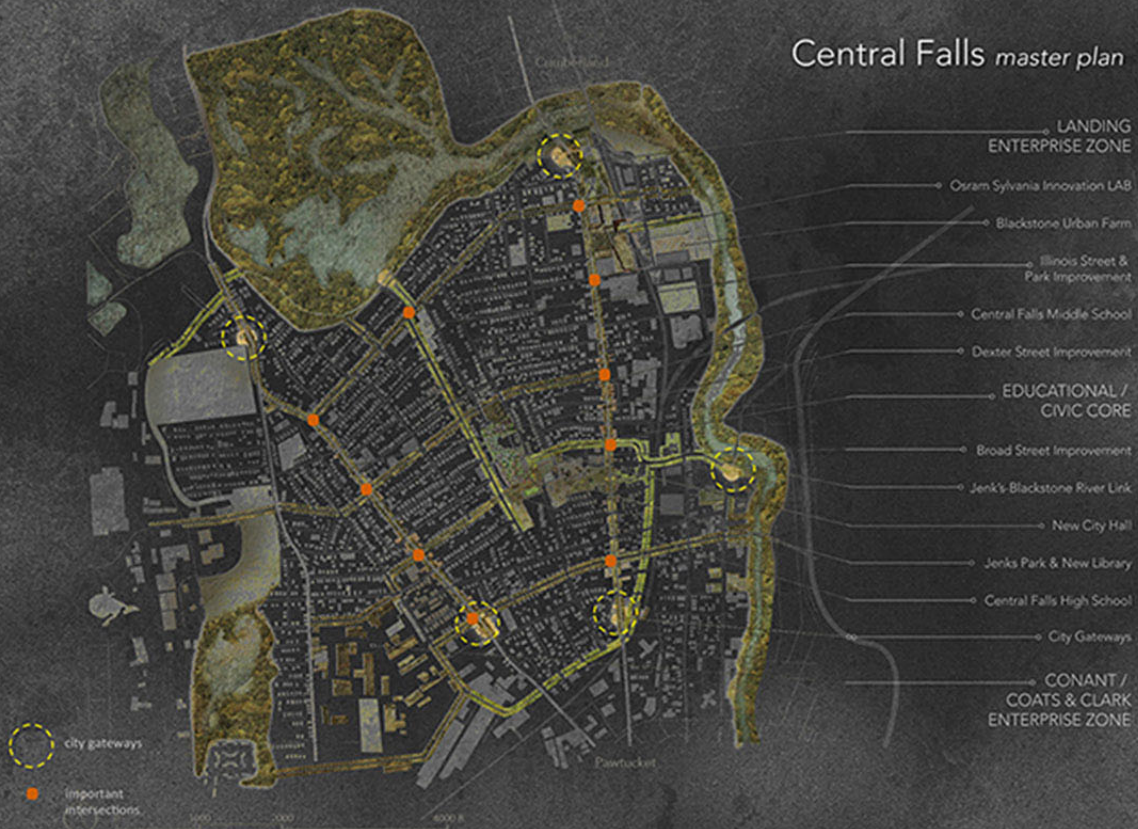 Central Falls master plan
Cumberland
LANDING
ENTERPRISE ZONE
Osram Sylvania Innovation LAB
Blackstone Urban Farm
Illinois Street &
Park Improvement
Central Falls Middle School
Dexter Street Improvement
EDUCATIONAL /
CIVIC CORE
Broad Street Improvement
Jenk's-Blackstone River Link
New City Hall
Jenks Park & New Library
Central Falls High School
City Gateways
CONANT /
COATS & CLARK
ENTERPRISE ZONE
city gateways
Pawtucket
important
intersections
2000